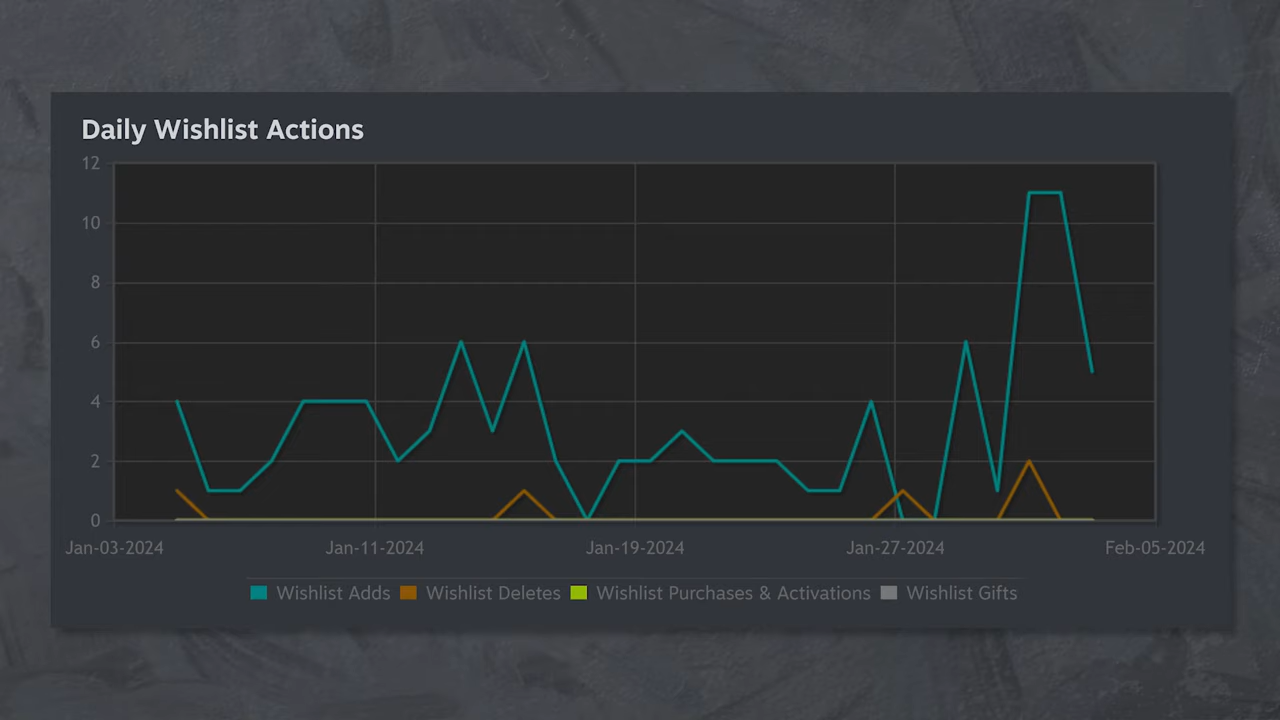 Daily Wishlist Actions
12
10
8
6
4
2
0
Jan-03-2024 Jan-11-2024 Jan-19-2024 Jan-27-2024 Feb-05-2024
Wishlist Adds Wishlist Deletes Wishlist Purchases & Activations Wishlist Gifts